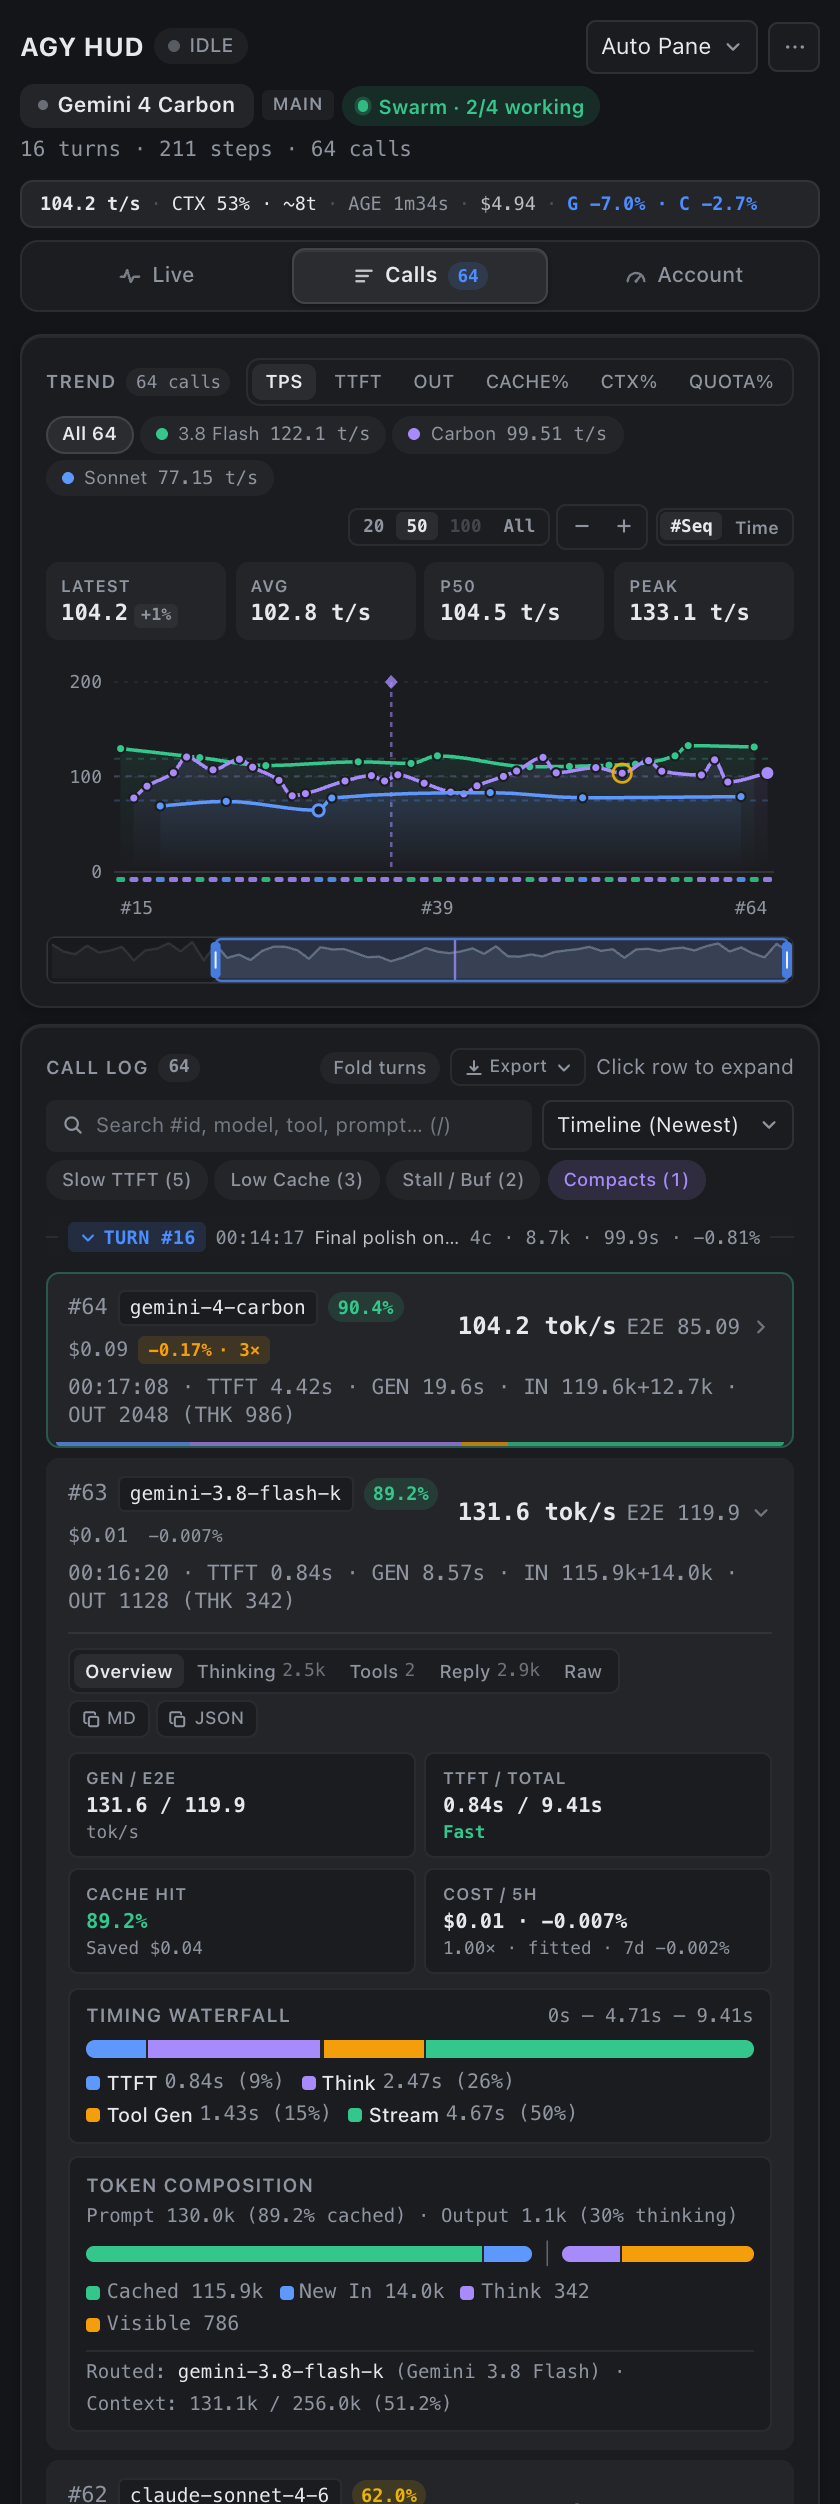 AGY HUD IDLE Auto Pane
Gemini 4 Carbon MAIN Swarm · 2/4 working
16 turns · 211 steps · 64 calls
104.2 t/s · CTX 53% · ~8t · AGE 1m34s · $4.94 · G −7.0% · C −2.7%
Live Calls 64 Account
TREND 64 calls TPS TTFT OUT CACHE% CTX% QUOTA%
All 64 3.8 Flash 122.1 t/s Carbon 99.51 t/s
Sonnet 77.15 t/s
20 50 100 All − + #Seq Time
LATEST AVG P50 PEAK
104.2 +1% 102.8 t/s 104.5 t/s 133.1 t/s
200
100
0
#15 #39 #64
CALL LOG 64 Fold turns Export Click row to expand
Search #id, model, tool, prompt... (/) Timeline (Newest)
Slow TTFT (5) Low Cache (3) Stall / Buf (2) Compacts (1)
TURN #16 00:14:17 Final polish on… 4c · 8.7k · 99.9s · −0.81%
#64 gemini-4-carbon 90.4%
104.2 tok/s E2E 85.09
$0.09 −0.17% · 3×
00:17:08 · TTFT 4.42s · GEN 19.6s · IN 119.6k+12.7k ·
OUT 2048 (THK 986)
#63 gemini-3.8-flash-k 89.2%
131.6 tok/s E2E 119.9
$0.01 −0.007%
00:16:20 · TTFT 0.84s · GEN 8.57s · IN 115.9k+14.0k ·
OUT 1128 (THK 342)
Overview Thinking 2.5k Tools 2 Reply 2.9k Raw
MD JSON
GEN / E2E TTFT / TOTAL
131.6 / 119.9 0.84s / 9.41s
tok/s Fast
CACHE HIT COST / 5H
89.2% $0.01 · −0.007%
Saved $0.04 1.00× · fitted · 7d −0.002%
TIMING WATERFALL 0s — 4.71s — 9.41s
TTFT 0.84s (9%) Think 2.47s (26%)
Tool Gen 1.43s (15%) Stream 4.67s (50%)
TOKEN COMPOSITION
Prompt 130.0k (89.2% cached) · Output 1.1k (30% thinking)
Cached 115.9k New In 14.0k Think 342
Visible 786
Routed: gemini-3.8-flash-k (Gemini 3.8 Flash) ·
Context: 131.1k / 256.0k (51.2%)
#62 claude-sonnet-4-6 62.0%